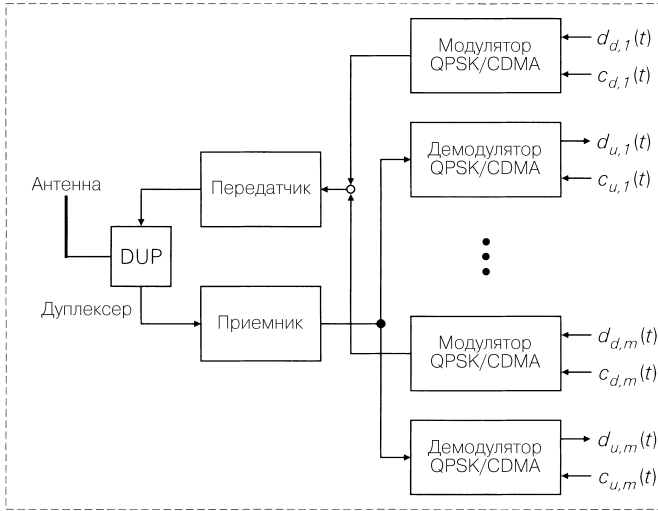 Модулятор
QPSK/CDMA
d_{d,1}(t)
c_{d,1}(t)
Демодулятор
QPSK/CDMA
d_{u,1}(t)
c_{u,1}(t)
Антенна
Передатчик
DUP
Дуплексер
Приемник
Модулятор
QPSK/CDMA
d_{d,m}(t)
c_{d,m}(t)
Демодулятор
QPSK/CDMA
d_{u,m}(t)
c_{u,m}(t)